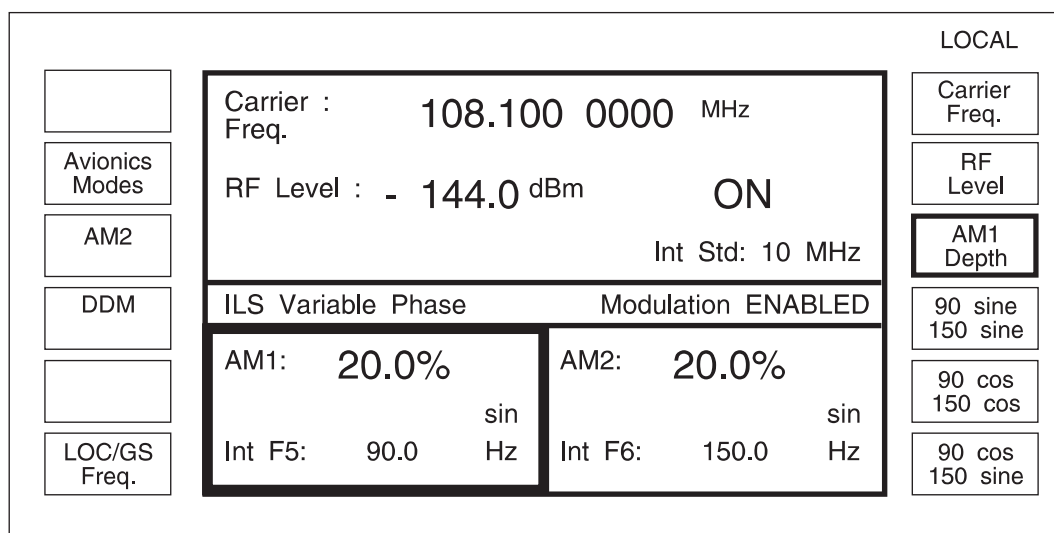 LOCAL
Avionics
Modes
AM2
DDM
LOC/GS
Freq.
Carrier :
Freq.
108.100 0000 MHz
RF Level : - 144.0 dBm ON
Int Std: 10 MHz
ILS Variable Phase Modulation ENABLED
AM1: 20.0%
sin
Int F5: 90.0 Hz
AM2: 20.0%
sin
Int F6: 150.0 Hz
Carrier
Freq.
RF
Level
AM1
Depth
90 sine
150 sine
90 cos
150 cos
90 cos
150 sine